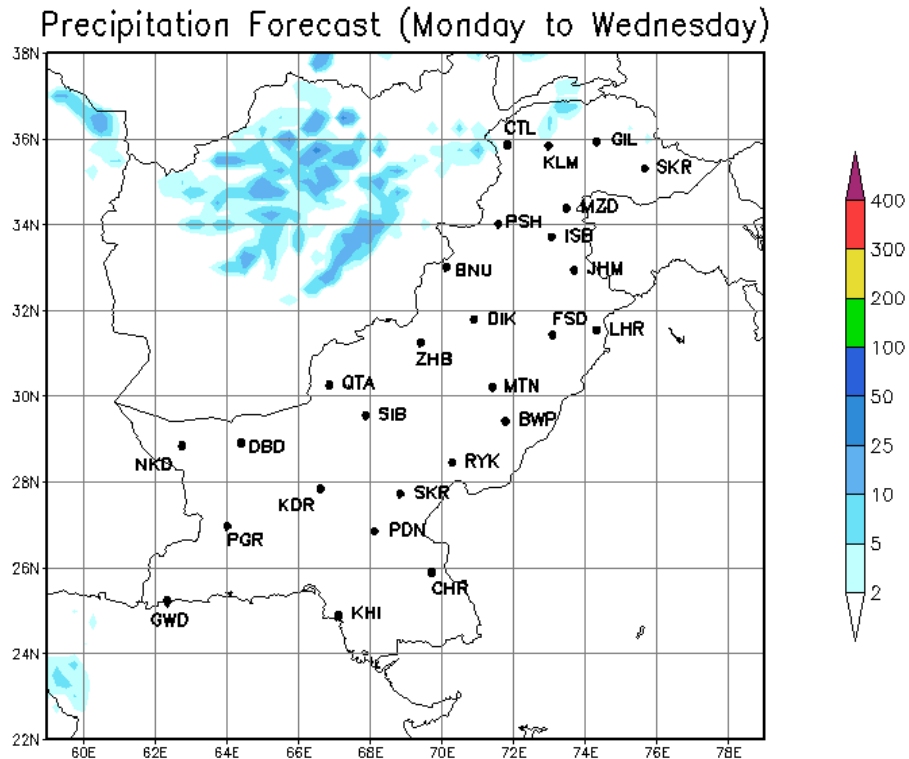 Precipitation Forecast (Monday to Wednesday)
38N
36N
34N
32N
30N
28N
26N
24N
22N
CTL
KLM
GIL
SKR
MZD
PSH
ISB
BNU
JHM
DIK
FSD
LHR
ZHB
QTA
MTN
SIB
BWP
NKD
DBD
RYK
KDR
SKR
PGR
PDN
CHR
GWD
KHI
60E 62E 64E 66E 68E 70E 72E 74E 76E 78E
400
300
200
100
50
25
10
5
2